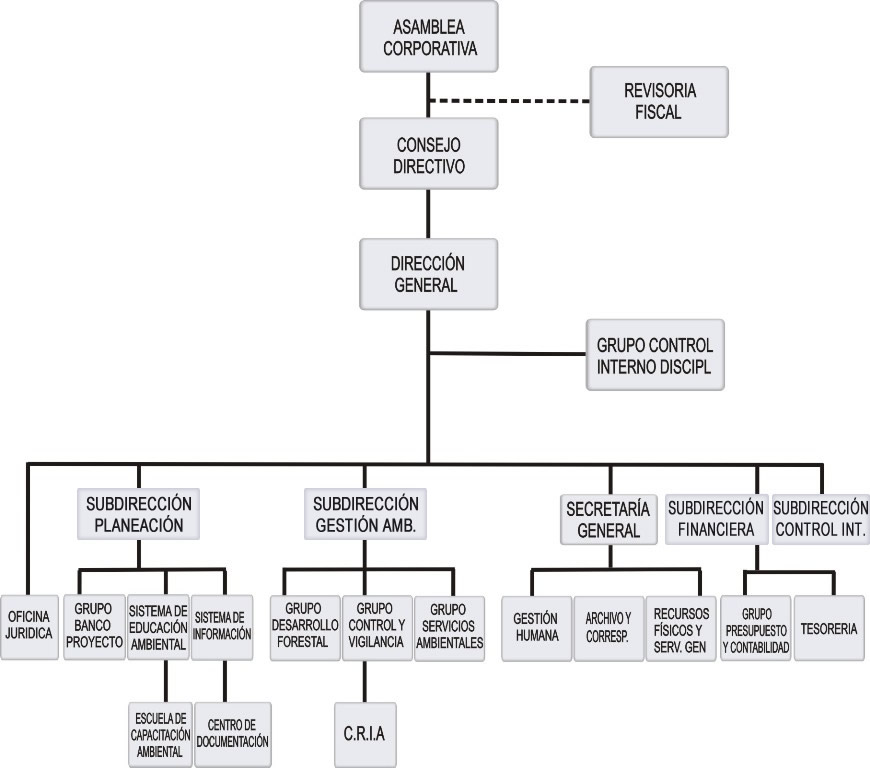 ASAMBLEA
CORPORATIVA
REVISORIA
FISCAL
CONSEJO
DIRECTIVO
DIRECCIÓN
GENERAL
GRUPO CONTROL
INTERNO DISCIPL
SUBDIRECCIÓN
PLANEACIÓN
SUBDIRECCIÓN
GESTIÓN AMB.
SECRETARÍA
GENERAL
SUBDIRECCIÓN
FINANCIERA
SUBDIRECCIÓN
CONTROL INT.
OFICINA
JURIDICA
GRUPO
BANCO
PROYECTO
SISTEMA DE
EDUCACIÓN
AMBIENTAL
SISTEMA DE
INFORMACIÓN
GRUPO
DESARROLLO
FORESTAL
GRUPO
CONTROL Y
VIGILANCIA
GRUPO
SERVICIOS
AMBIENTALES
GESTIÓN
HUMANA
ARCHIVO Y
CORRESP.
RECURSOS
FÍSICOS Y
SERV. GEN
GRUPO
PRESUPUESTO
Y CONTABILIDAD
TESORERIA
ESCUELA DE
CAPACITACIÓN
AMBIENTAL
CENTRO DE
DOCUMENTACIÓN
C.R.I.A